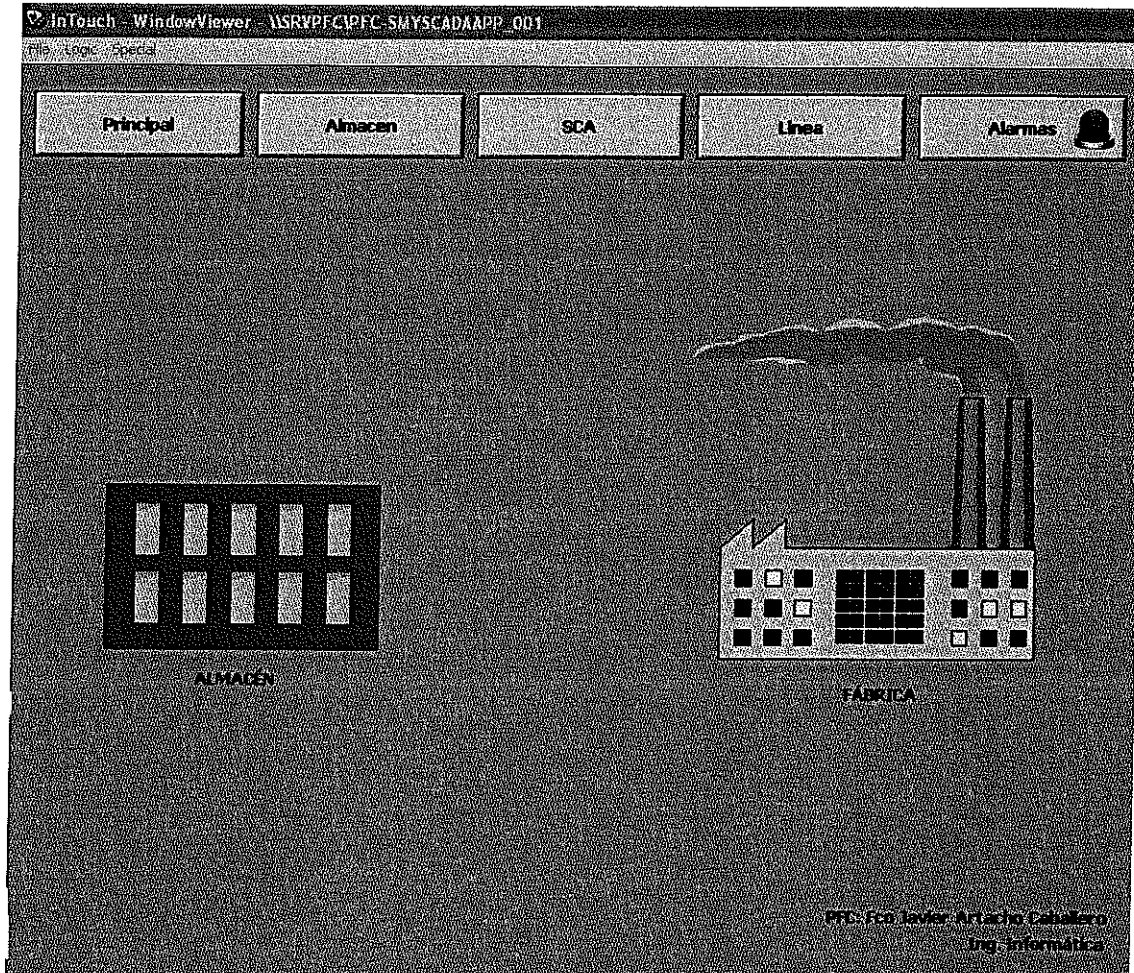 InTouch - WindowViewer - \\SRVPFC\PFC-SMYSCADAAPP_001
File Logic Special
Principal
Almacen
SCA
Linea
Alarmas
ALMACÉN
FÁBRICA
PFC: Fco Javier Artacho Caballero
Ing. Informática